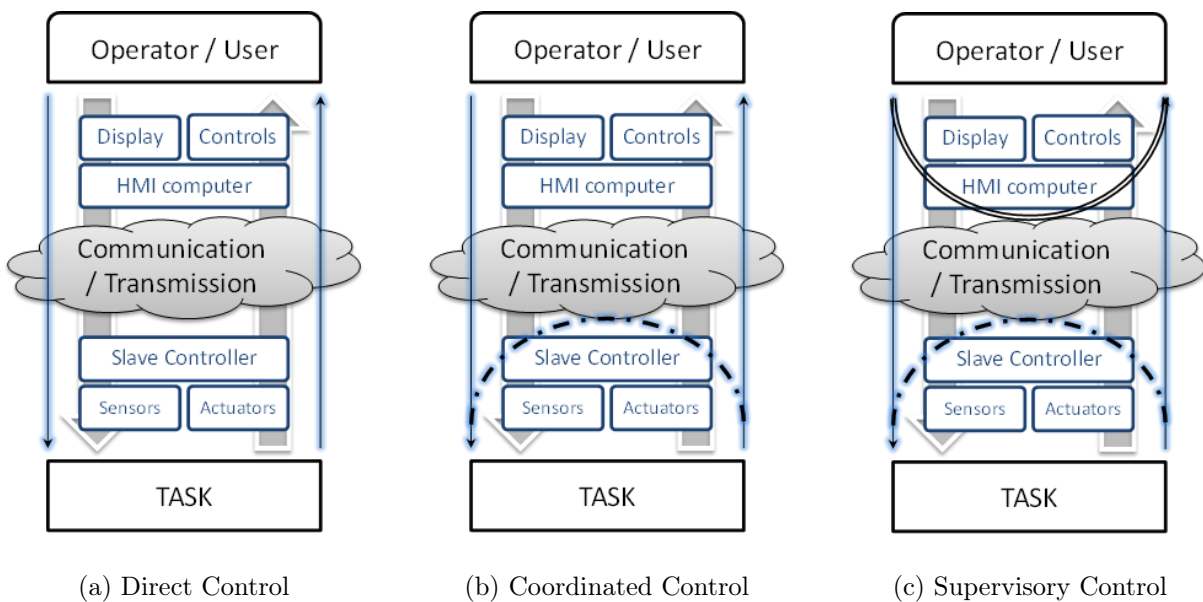 Operator / User
Display
Controls
HMI computer
Communication
/ Transmission
Slave Controller
Sensors
Actuators
TASK
(a) Direct Control
Operator / User
Display
Controls
HMI computer
Communication
/ Transmission
Slave Controller
Sensors
Actuators
TASK
(b) Coordinated Control
Operator / User
Display
Controls
HMI computer
Communication
/ Transmission
Slave Controller
Sensors
Actuators
TASK
(c) Supervisory Control